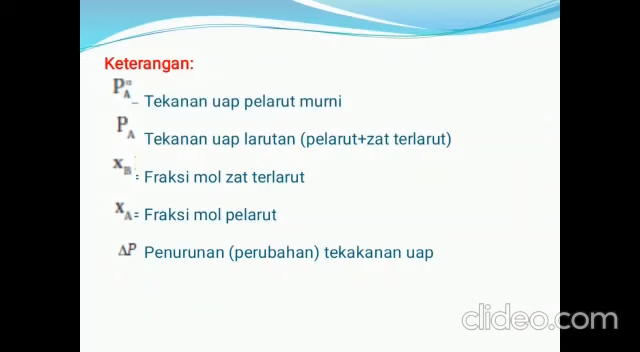 Keterangan:
P°A = Tekanan uap pelarut murni
PA Tekanan uap larutan (pelarut+zat terlarut)
xB = Fraksi mol zat terlarut
xA= Fraksi mol pelarut
ΔP Penurunan (perubahan) tekakanan uap
clideo.com